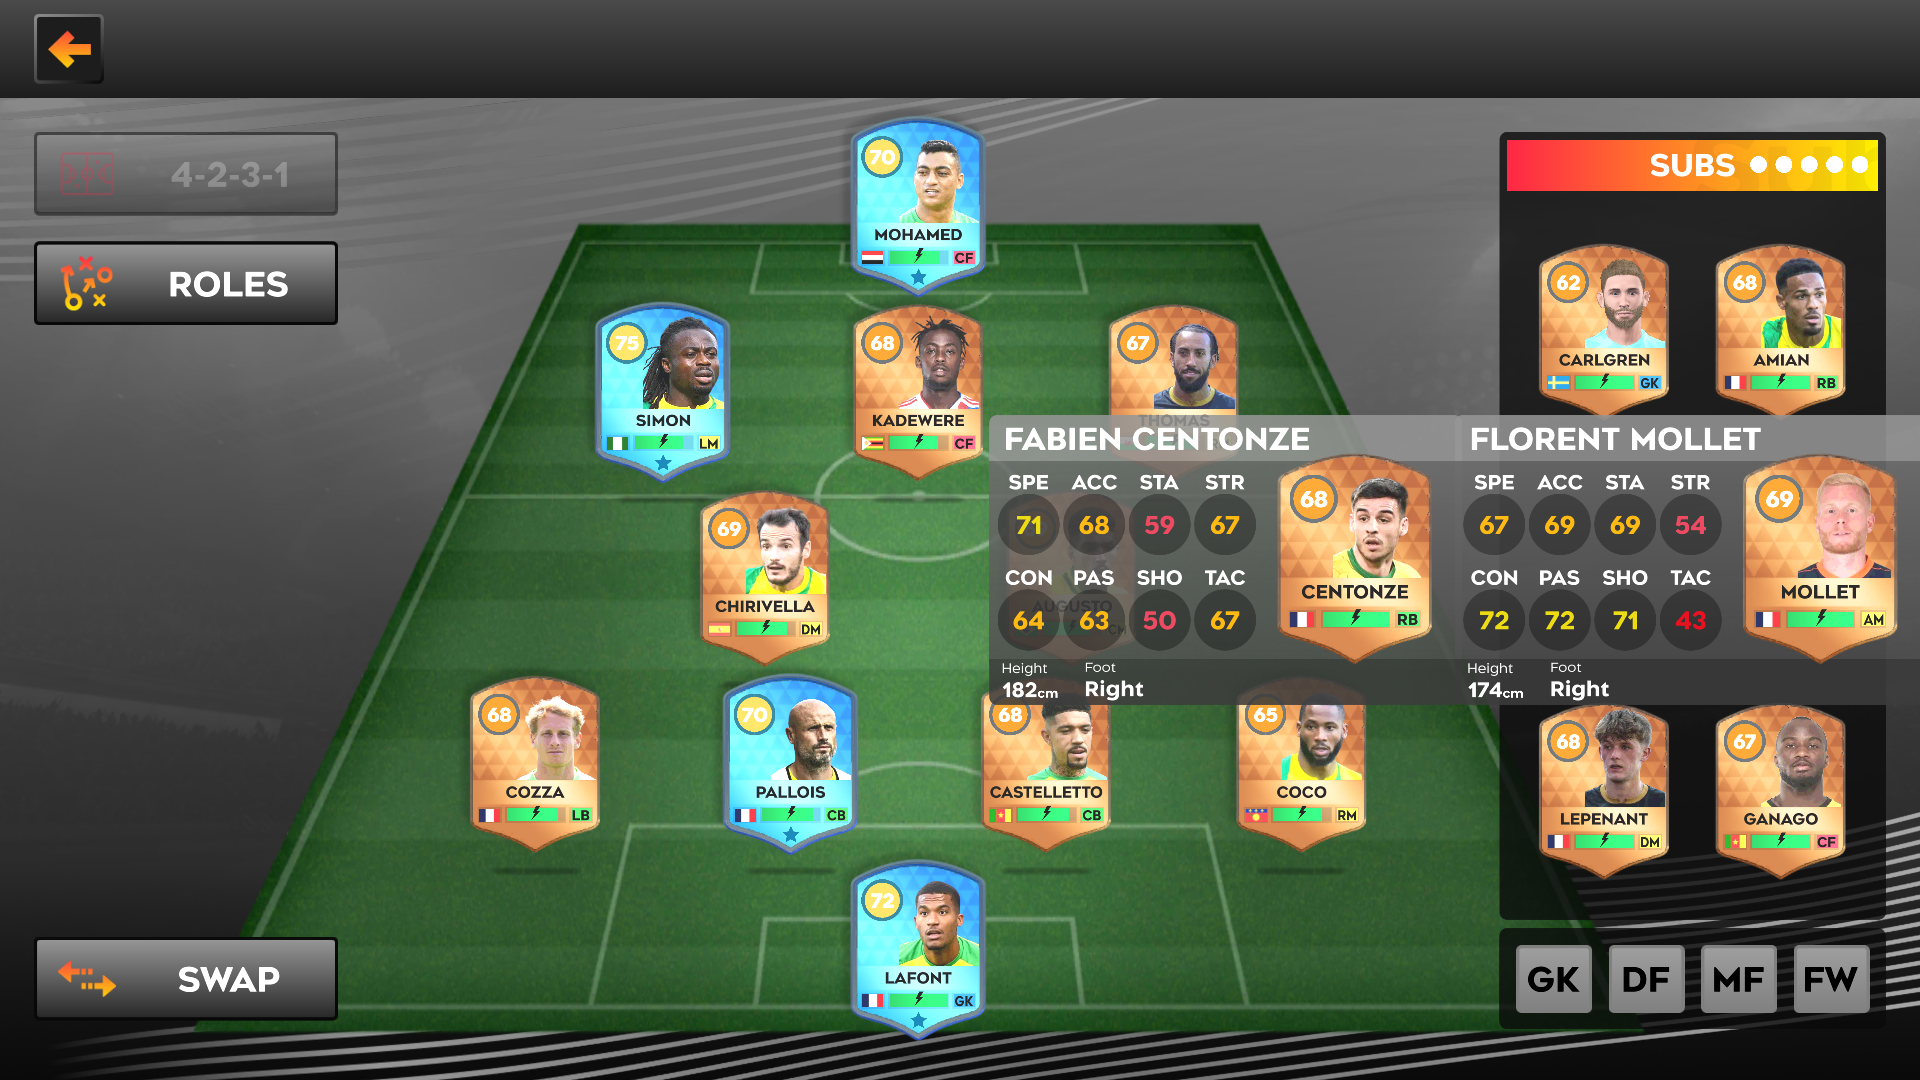 4-2-3-1
ROLES
SWAP
70
MOHAMED
CF
75
SIMON
LM
68
KADEWERE
CF
67
THOMAS
69
CHIRIVELLA
DM
AUGUSTO
CM
68
COZZA
LB
70
PALLOIS
CB
68
CASTELLETTO
CB
65
COCO
RM
72
LAFONT
GK
FABIEN CENTONZE
SPE ACC STA STR
71 68 59 67
CON PAS SHO TAC
64 63 50 67
Height Foot
182cm Right
68
CENTONZE
RB
FLORENT MOLLET
SPE ACC STA STR
67 69 69 54
CON PAS SHO TAC
72 72 71 43
Height Foot
174cm Right
69
MOLLET
AM
SUBS
62
CARLGREN
GK
68
AMIAN
RB
68
LEPENANT
DM
67
GANAGO
CF
GK DF MF FW